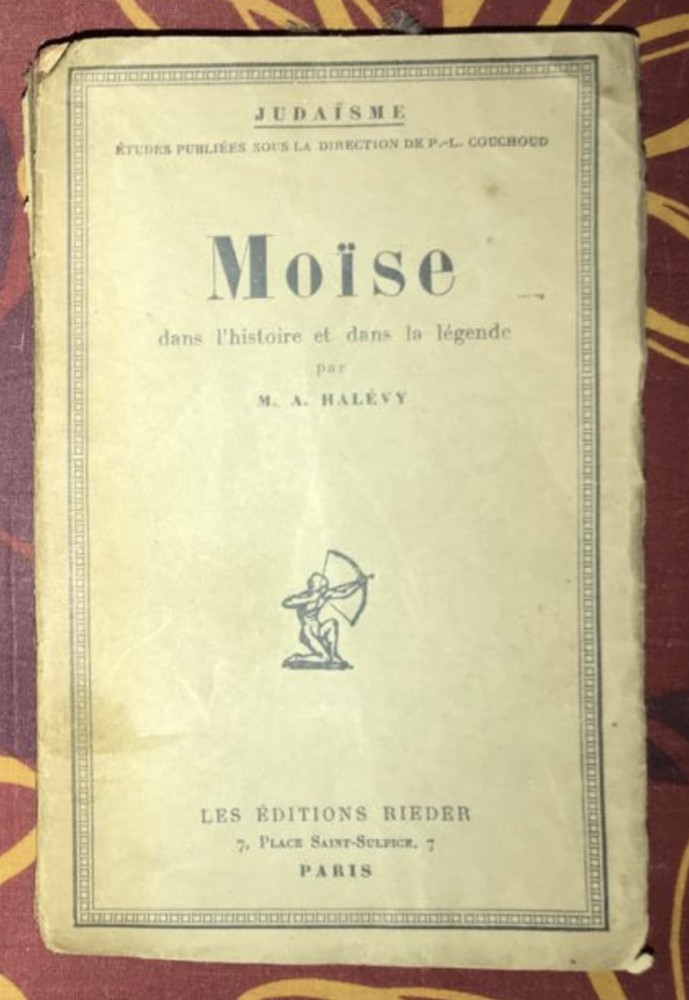 JUDAÏSME
ÉTUDES PUBLIÉES SOUS LA DIRECTION DE P.-L. COUCHOUD
Moïse
dans l'histoire et dans la légende
par
M. A. HALÉVY
LES ÉDITIONS RIEDER
7, PLACE SAINT-SULPICE, 7
PARIS